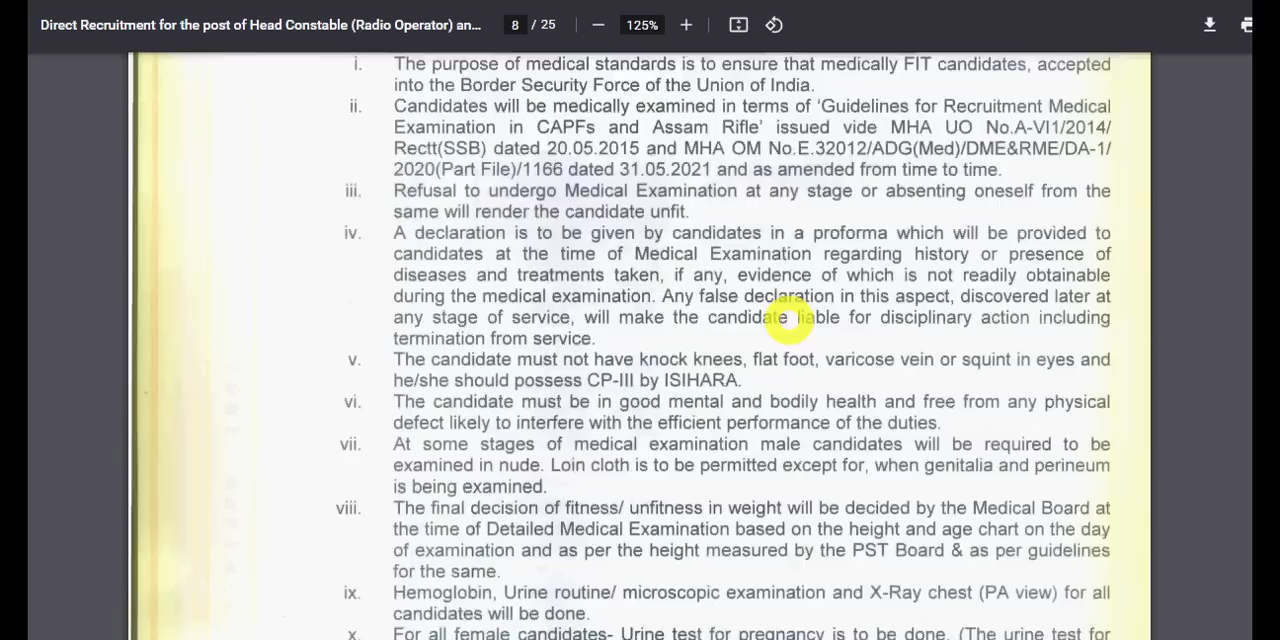 Direct Recruitment for the post of Head Constable (Radio Operator) an... 8 / 25 125%
i. The purpose of medical standards is to ensure that medically FIT candidates, accepted
into the Border Security Force of the Union of India.
ii. Candidates will be medically examined in terms of 'Guidelines for Recruitment Medical
Examination in CAPFs and Assam Rifle' issued vide MHA UO No.A-VI1/2014/
Rectt(SSB) dated 20.05.2015 and MHA OM No.E.32012/ADG(Med)/DME&RME/DA-1/
2020(Part File)/1166 dated 31.05.2021 and as amended from time to time.
iii. Refusal to undergo Medical Examination at any stage or absenting oneself from the
same will render the candidate unfit.
iv. A declaration is to be given by candidates in a proforma which will be provided to
candidates at the time of Medical Examination regarding history or presence of
diseases and treatments taken, if any, evidence of which is not readily obtainable
during the medical examination. Any false declaration in this aspect, discovered later at
any stage of service, will make the candidate liable for disciplinary action including
termination from service.
v. The candidate must not have knock knees, flat foot, varicose vein or squint in eyes and
he/she should possess CP-III by ISIHARA.
vi. The candidate must be in good mental and bodily health and free from any physical
defect likely to interfere with the efficient performance of the duties.
vii. At some stages of medical examination male candidates will be required to be
examined in nude. Loin cloth is to be permitted except for, when genitalia and perineum
is being examined.
viii. The final decision of fitness/ unfitness in weight will be decided by the Medical Board at
the time of Detailed Medical Examination based on the height and age chart on the day
of examination and as per the height measured by the PST Board & as per guidelines
for the same.
ix. Hemoglobin, Urine routine/ microscopic examination and X-Ray chest (PA view) for all
candidates will be done.
x. For all female candidates- Urine test for pregnancy is to be done. (The urine test for